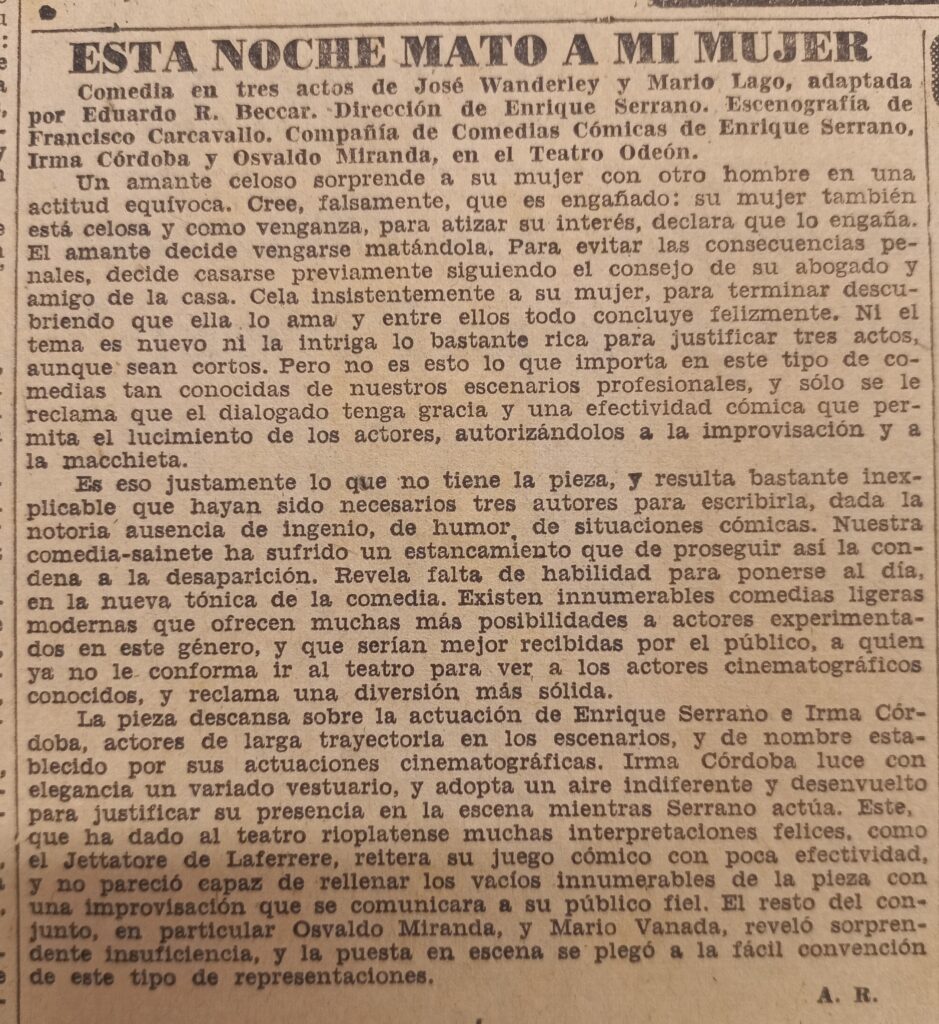 ESTA NOCHE MATO A MI MUJER
Comedia en tres actos de José Wanderley y Mario Lago, adaptada
por Eduardo R. Beccar. Dirección de Enrique Serrano. Escenografía de
Francisco Carcavallo. Compañía de Comedias Cómicas de Enrique Serrano,
Irma Córdoba y Osvaldo Miranda, en el Teatro Odeón.
Un amante celoso sorprende a su mujer con otro hombre en una
actitud equívoca. Cree, falsamente, que es engañado: su mujer también
está celosa y como venganza, para atizar su interés, declara que lo engaña.
El amante decide vengarse matándola. Para evitar las consecuencias pe-
nales, decide casarse previamente siguiendo el consejo de su abogado y
amigo de la casa. Cela insistentemente a su mujer, para terminar descu-
briendo que ella lo ama y entre ellos todo concluye felizmente. Ni el
tema es nuevo ni la intriga lo bastante rica para justificar tres actos,
aunque sean cortos. Pero no es esto lo que importa en este tipo de co-
medias tan conocidas de nuestros escenarios profesionales, y sólo se le
reclama que el dialogado tenga gracia y una efectividad cómica que per-
mita el lucimiento de los actores, autorizándolos a la improvisación y a
la macchieta.
Es eso justamente lo que no tiene la pieza, y resulta bastante inex-
plicable que hayan sido necesarios tres autores para escribirla, dada la
notoria ausencia de ingenio, de humor, de situaciones cómicas. Nuestra
comedia-sainete ha sufrido un estancamiento que de proseguir así la con-
dena a la desaparición. Revela falta de habilidad para ponerse al día,
en la nueva tónica de la comedia. Existen innumerables comedias ligeras
modernas que ofrecen muchas más posibilidades a actores experimenta-
dos en este género, y que serían mejor recibidas por el público, a quien
ya no le conforma ir al teatro para ver a los actores cinematográficos
conocidos, y reclama una diversión más sólida.
La pieza descansa sobre la actuación de Enrique Serrano e Irma Cór-
doba, actores de larga trayectoria en los escenarios, y de nombre esta-
blecido por sus actuaciones cinematográficas. Irma Córdoba luce con
elegancia un variado vestuario, y adopta un aire indiferente y desenvuelto
para justificar su presencia en la escena mientras Serrano actúa. Este,
que ha dado al teatro rioplatense muchas interpretaciones felices, como
el Jettatore de Laferrere, reitera su juego cómico con poca efectividad,
y no pareció capaz de rellenar los vacíos innumerables de la pieza con
una improvisación que se comunicara a su público fiel. El resto del con-
junto, en particular Osvaldo Miranda, y Mario Vanada, reveló sorpren-
dente insuficiencia, y la puesta en escena se plegó a la fácil convención
de este tipo de representaciones.
A. R.